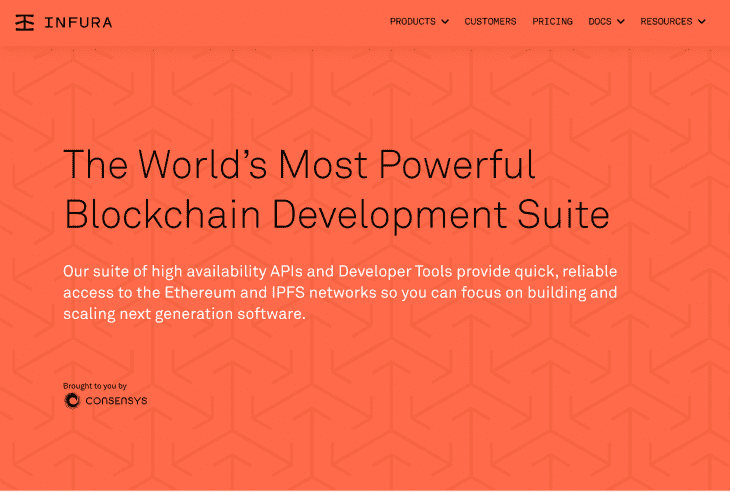 INFURA
PRODUCTS CUSTOMERS PRICING DOCS RESOURCES
The World's Most Powerful
Blockchain Development Suite
Our suite of high availability APIs and Developer Tools provide quick, reliable
access to the Ethereum and IPFS networks so you can focus on building and
scaling next generation software.
Brought to you by
CONSENSYS